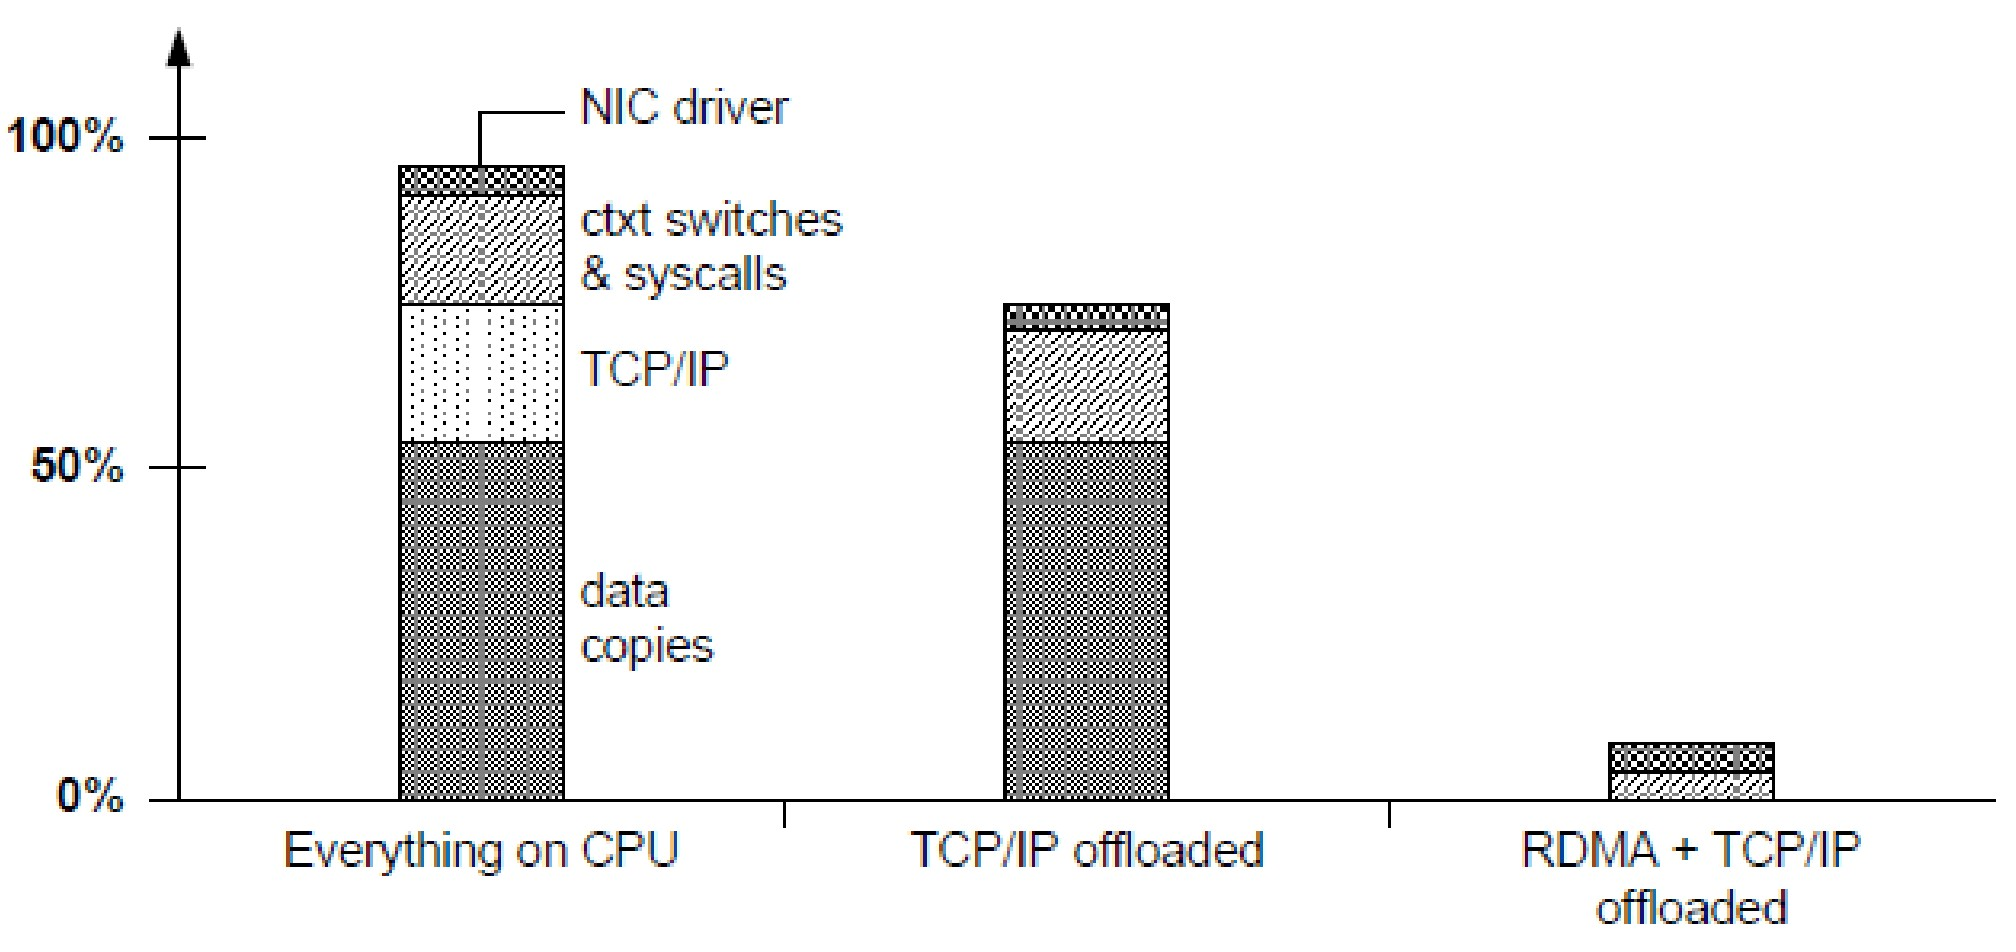 100%
50%
0%
NIC driver
ctxt switches
& syscalls
TCP/IP
data
copies
Everything on CPU
TCP/IP offloaded
RDMA + TCP/IP
offloaded